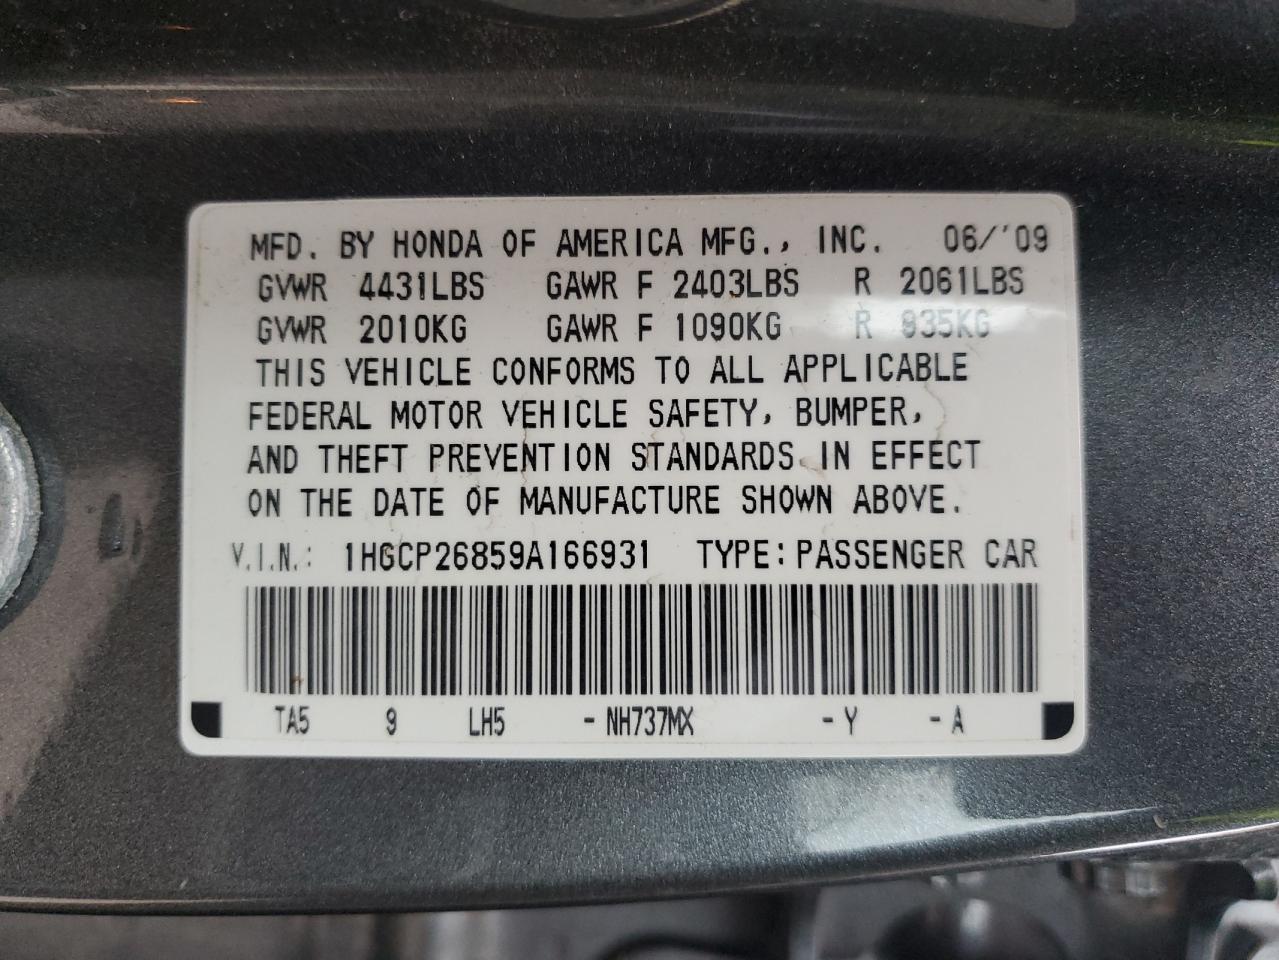 MFD. BY HONDA OF AMERICA MFG., INC. 06/'09
GVWR 4431LBS GAWR F 2403LBS R 2061LBS
GVWR 2010KG GAWR F 1090KG R 935KG
THIS VEHICLE CONFORMS TO ALL APPLICABLE
FEDERAL MOTOR VEHICLE SAFETY, BUMPER,
AND THEFT PREVENTION STANDARDS IN EFFECT
ON THE DATE OF MANUFACTURE SHOWN ABOVE.
V.I.N.: 1HGCP26859A166931 TYPE:PASSENGER CAR
TA5 9 LH5 -NH737MX -Y -A